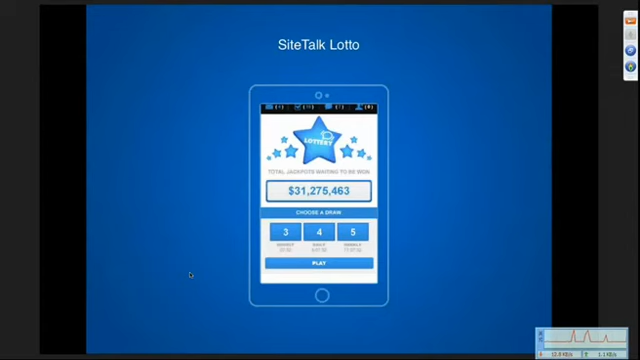 SiteTalk Lotto
LOTTERY
TOTAL JACKPOTS WAITING TO BE WON
$31,275,463
CHOOSE A DRAW
3 4 5
PLAY